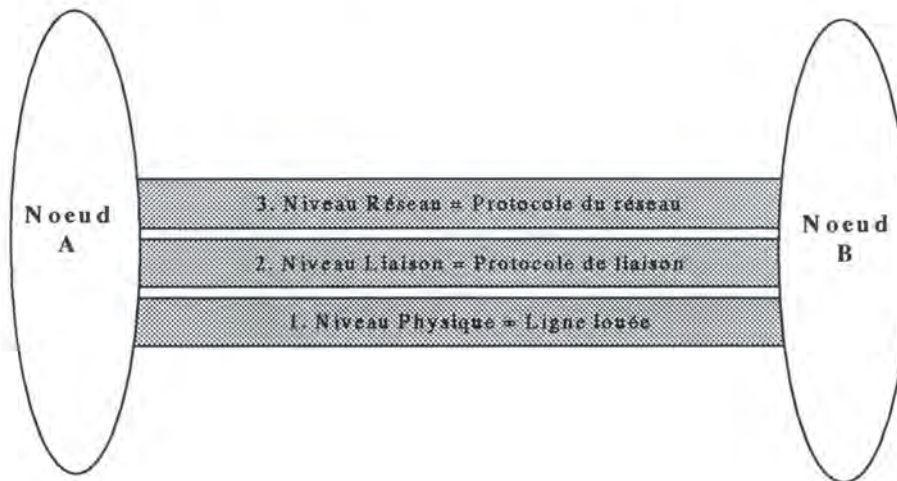 Noeud
A
3. Niveau Réseau = Protocole du réseau
2. Niveau Liaison = Protocole de liaison
1. Niveau Physique = Ligne louée
Noeud
B